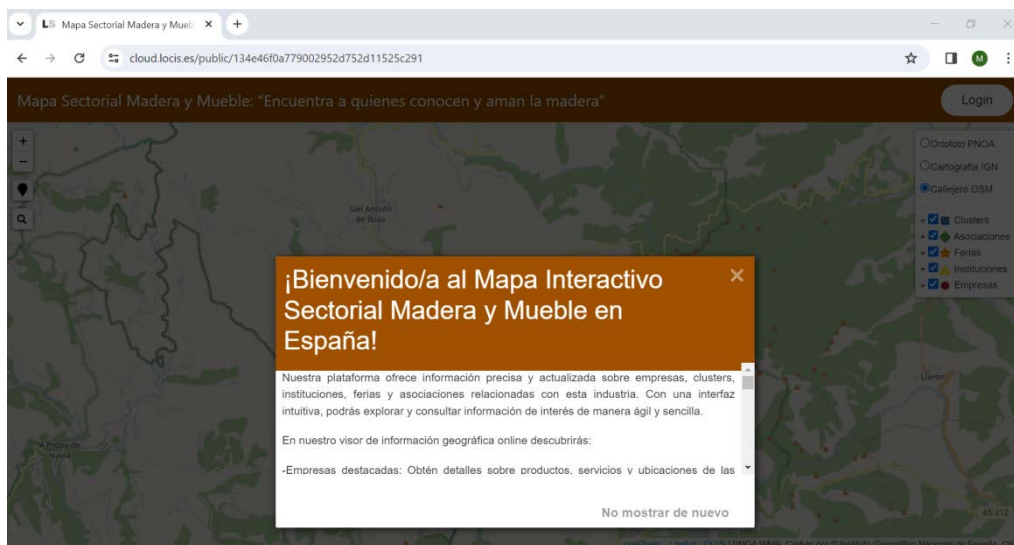 LS Mapa Sectorial Madera y Mueb
cloud.locis.es/public/134e46f0a779002952d752d11525c291
M
Mapa Sectorial Madera y Mueble: "Encuentra a quienes conocen y aman la madera"
Login
+
−
Ortofoto PNOA
Cartografía IGN
Callejero OSM
+ Clusters
+ Asociaciones
+ Ferias
+ Instituciones
+ Empresas
San Antolín
de Ibias
¡Bienvenido/a al Mapa Interactivo
Sectorial Madera y Mueble en
España!
×
Nuestra plataforma ofrece información precisa y actualizada sobre empresas, clusters,
instituciones, ferias y asociaciones relacionadas con esta industria. Con una interfaz
intuitiva, podrás explorar y consultar información de interés de manera ágil y sencilla.
En nuestro visor de información geográfica online descubrirás:
-Empresas destacadas: Obtén detalles sobre productos, servicios y ubicaciones de las
No mostrar de nuevo
Navia
AS-212